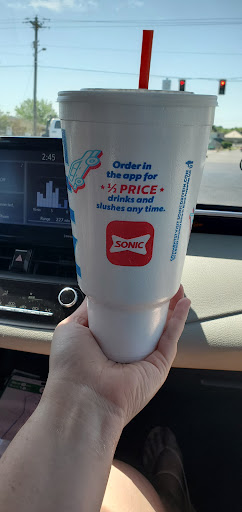 2:45
Order in
the app for
★ ½ PRICE ★
drinks and
slushes any time.
SONIC